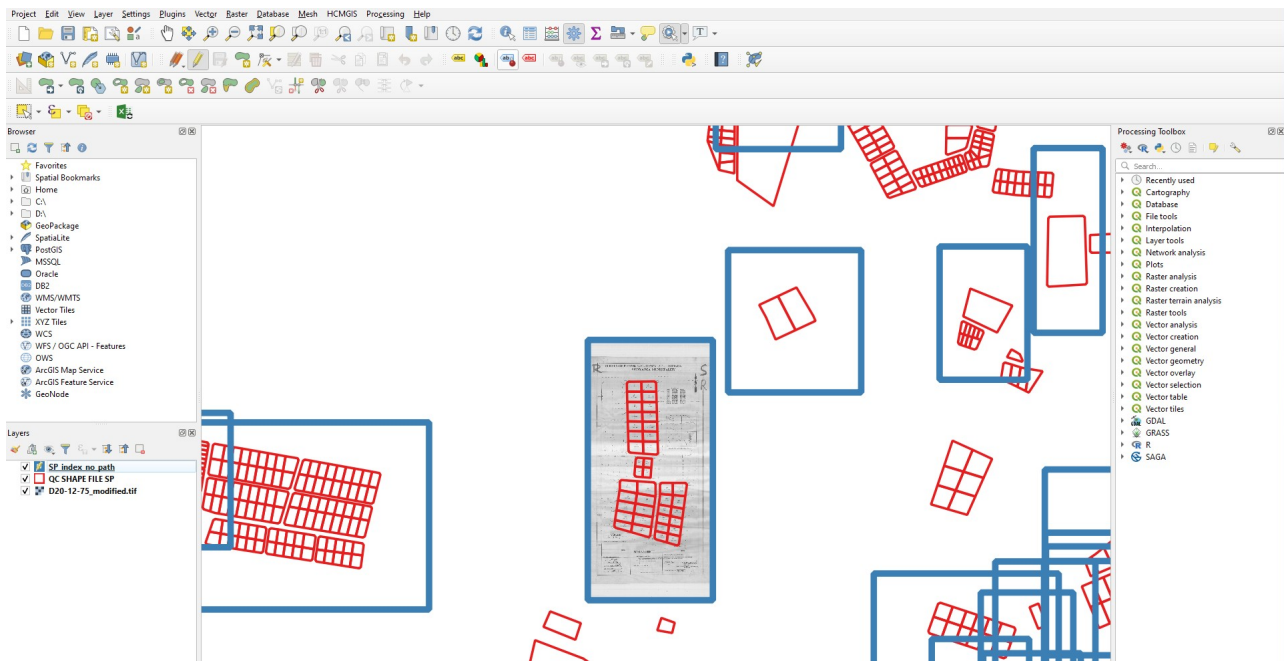 Project Edit View Layer Settings Plugins Vector Raster Database Mesh HCMGIS Processing Help
Browser
Favorites
Spatial Bookmarks
Home
C:\
D:\
GeoPackage
SpatiaLite
PostGIS
MSSQL
Oracle
DB2
WMS/WMTS
Vector Tiles
XYZ Tiles
WCS
WFS / OGC API - Features
OWS
ArcGIS Map Service
ArcGIS Feature Service
GeoNode
Layers
SP_index_no_path
QC SHAPE FILE SP
D20-12-75_modified.tif
R
S
R
Processing Toolbox
Search...
Recently used
Cartography
Database
File tools
Interpolation
Layer tools
Network analysis
Plots
Raster analysis
Raster creation
Raster terrain analysis
Raster tools
Vector analysis
Vector creation
Vector general
Vector geometry
Vector overlay
Vector selection
Vector table
Vector tiles
GDAL
GRASS
R
SAGA